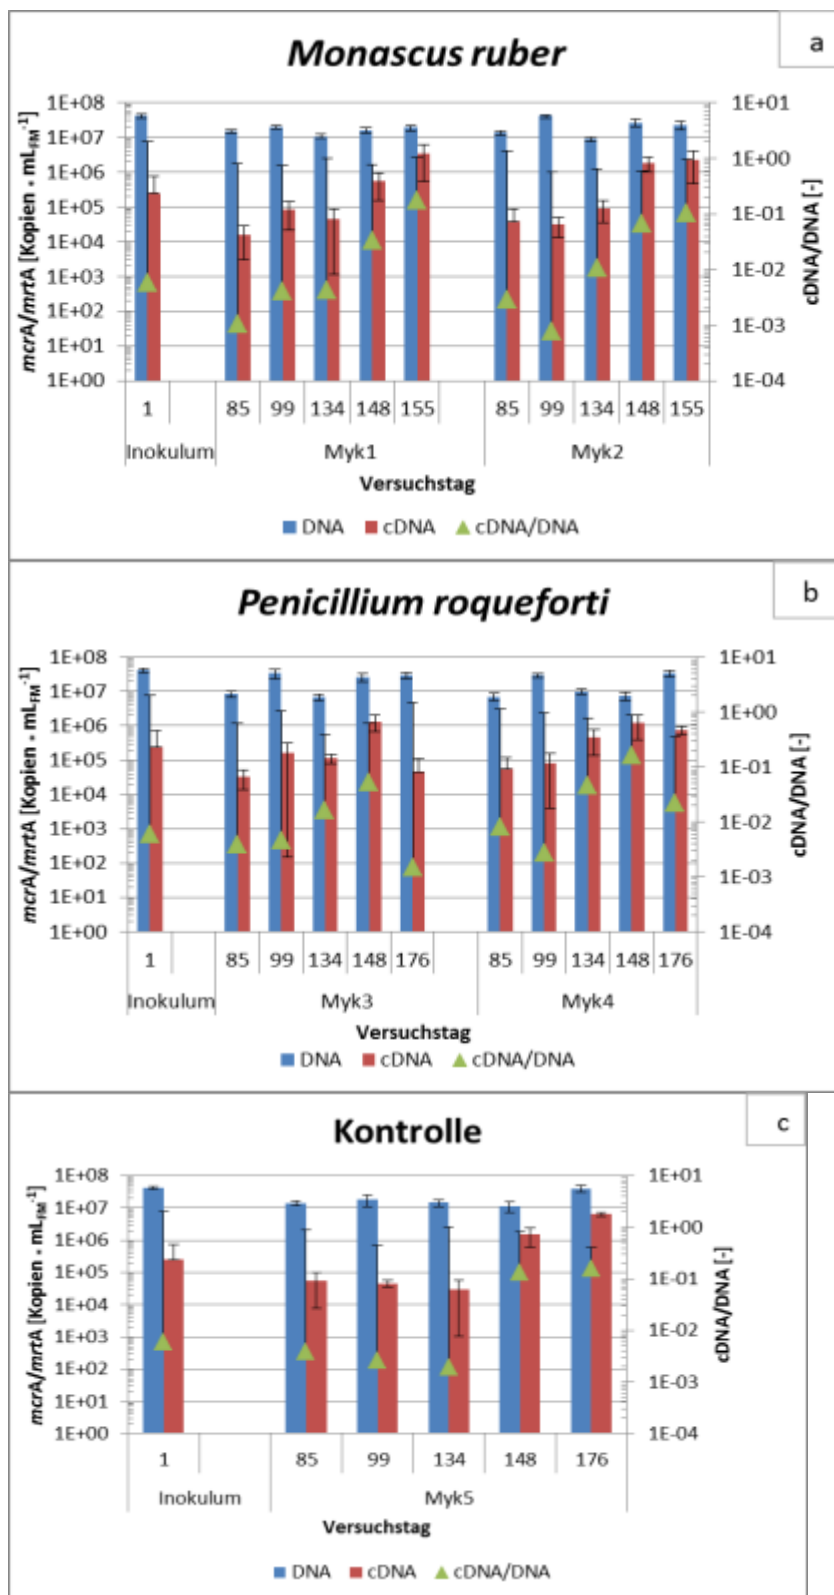 a
Monascus ruber
1E+08
1E+07
1E+06
1E+05
1E+04
1E+03
1E+02
1E+01
1E+00
mcrA/mrtA [Kopien • mL_FM^-1]
1E+01
1E+00
1E-01
1E-02
1E-03
1E-04
cDNA/DNA [-]
1 85 99 134 148 155 85 99 134 148 155
Inokulum Myk1 Myk2
Versuchstag
DNA cDNA cDNA/DNA
b
Penicillium roqueforti
1E+08
1E+07
1E+06
1E+05
1E+04
1E+03
1E+02
1E+01
1E+00
mcrA/mrtA [Kopien • mL_FM^-1]
1E+01
1E+00
1E-01
1E-02
1E-03
1E-04
cDNA/DNA [-]
1 85 99 134 148 176 85 99 134 148 176
Inokulum Myk3 Myk4
Versuchstag
DNA cDNA cDNA/DNA
c
Kontrolle
1E+08
1E+07
1E+06
1E+05
1E+04
1E+03
1E+02
1E+01
1E+00
mcrA/mrtA [Kopien • mL_FM^-1]
1E+01
1E+00
1E-01
1E-02
1E-03
1E-04
cDNA/DNA [-]
1 85 99 134 148 176
Inokulum Myk5
Versuchstag
DNA cDNA cDNA/DNA